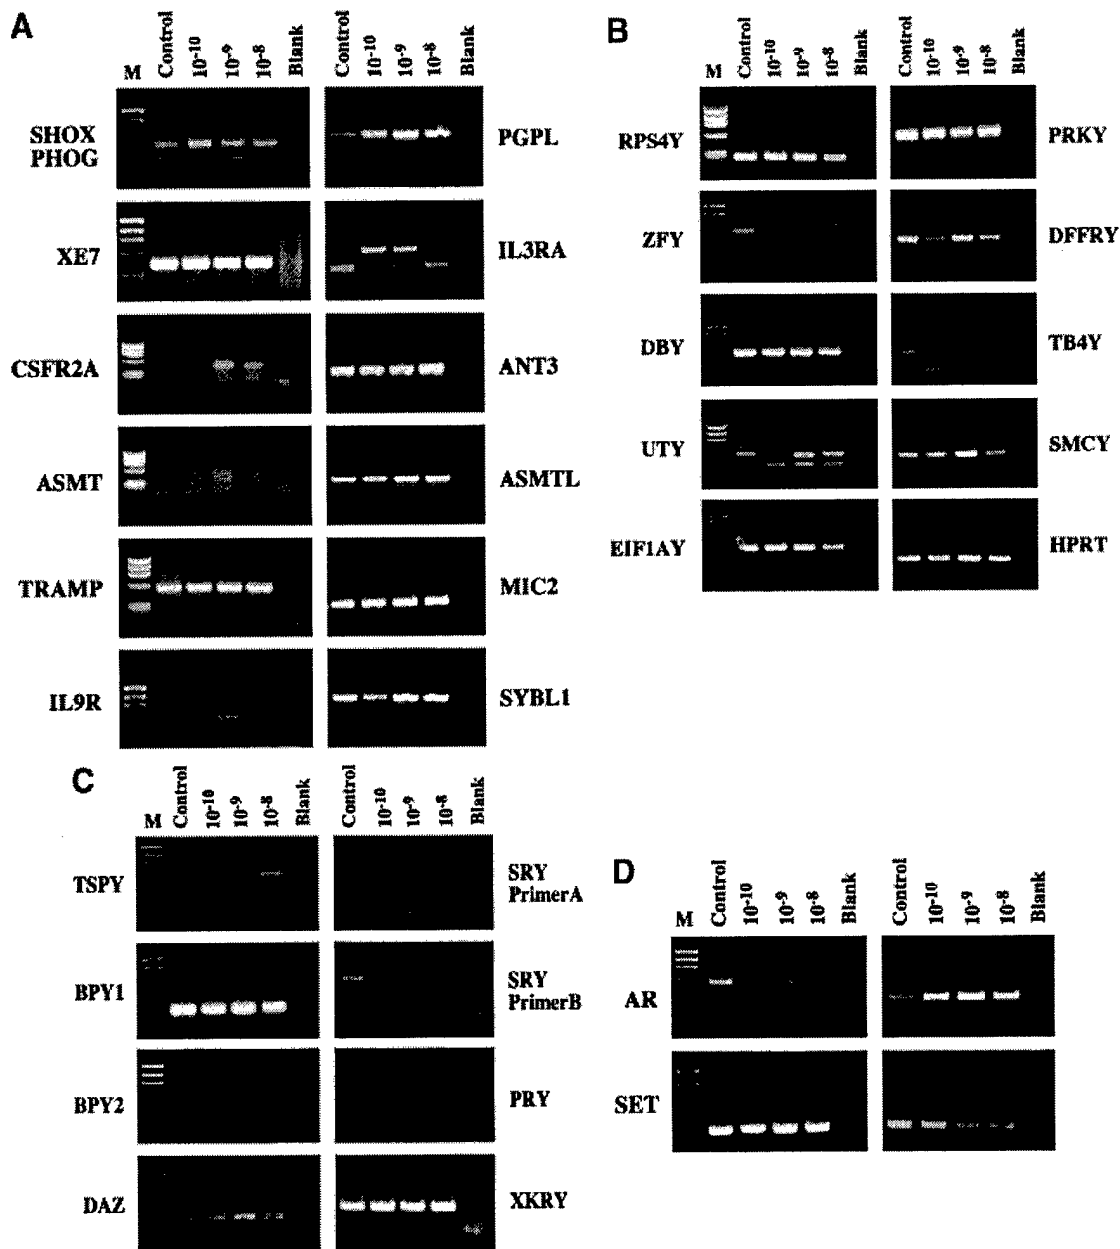 A
M Control 10-10 10-9 10-8 Blank Control 10-10 10-9 10-8 Blank
SHOX
PHOG
PGPL
XE7
IL3RA
CSFR2A
ANT3
ASMT
ASMTL
TRAMP
MIC2
IL9R
SYBL1
B
M Control 10-10 10-9 10-8 Blank Control 10-10 10-9 10-8 Blank
RPS4Y
PRKY
ZFY
DFFRY
DBY
TB4Y
UTY
SMCY
EIF1AY
HPRT
C
M Control 10-10 10-9 10-8 Blank Control 10-10 10-9 10-8 Blank
TSPY
SRY
PrimerA
BPY1
SRY
PrimerB
BPY2
PRY
DAZ
XKRY
D
M Control 10-10 10-9 10-8 Blank Control 10-10 10-9 10-8 Blank
AR
SET